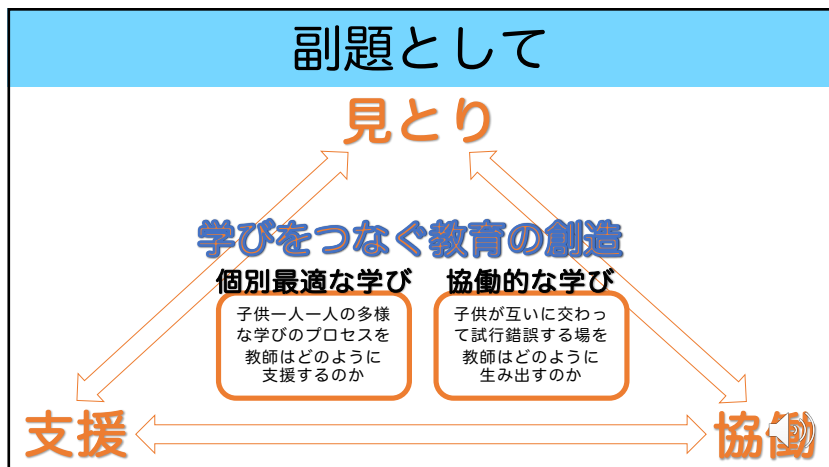 副題として
見とり
学びをつなぐ教育の創造
個別最適な学び
子供一人一人の多様
な学びのプロセスを
教師はどのように
支援するのか
協働的な学び
子供が互いに交わっ
て試行錯誤する場を
教師はどのように
生み出すのか
支援
協働